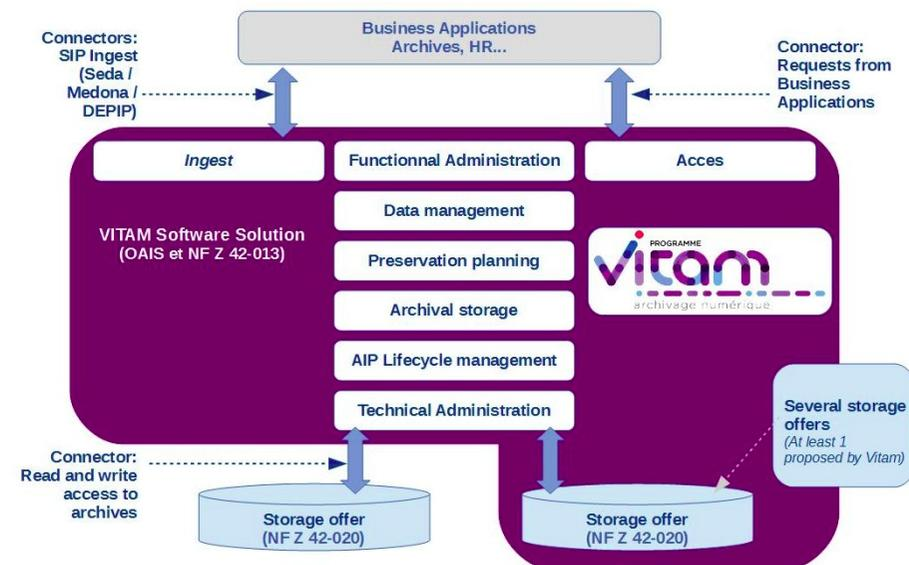 Business Applications
Archives, HR...
Connectors:
SIP Ingest
(Seda /
Medona /
DEPIP)
Connector:
Requests from
Business
Applications
Ingest
Functionnal Administration
Acces
Data management
VITAM Software Solution
(OAIS et NF Z 42-013)
Preservation planning
PROGRAMME
vitam
archivage numérique
Archival storage
AIP Lifecycle management
Technical Administration
Several storage
offers
(At least 1
proposed by Vitam)
Connector:
Read and write
access to
archives
Storage offer
(NF Z 42-020)
Storage offer
(NF Z 42-020)